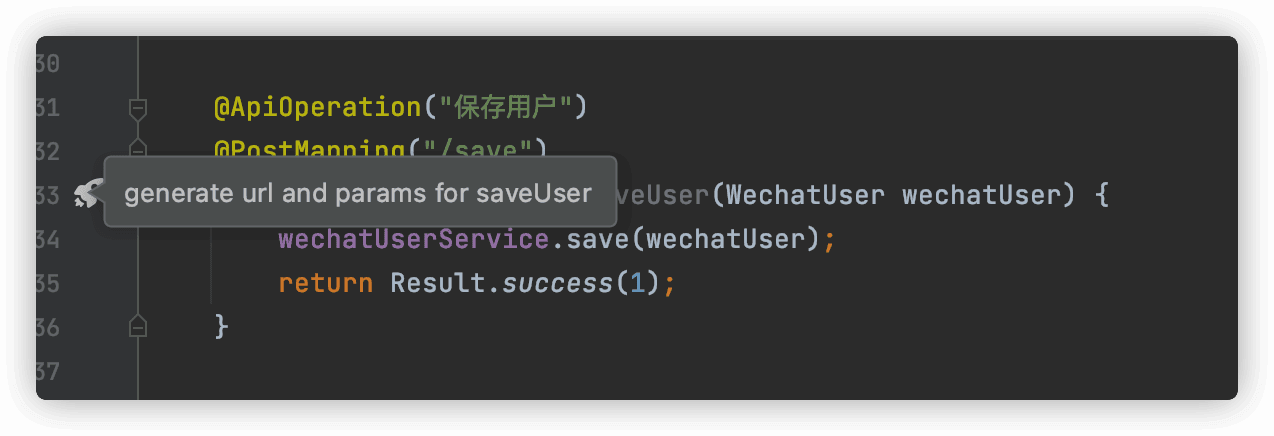 30
31 @ApiOperation("保存用户")
32 @PostMapping("/save")
33 generate url and params for saveUser veUser(WechatUser wechatUser) {
34 wechatUserService.save(wechatUser);
35 return Result.success(1);
36 }
37